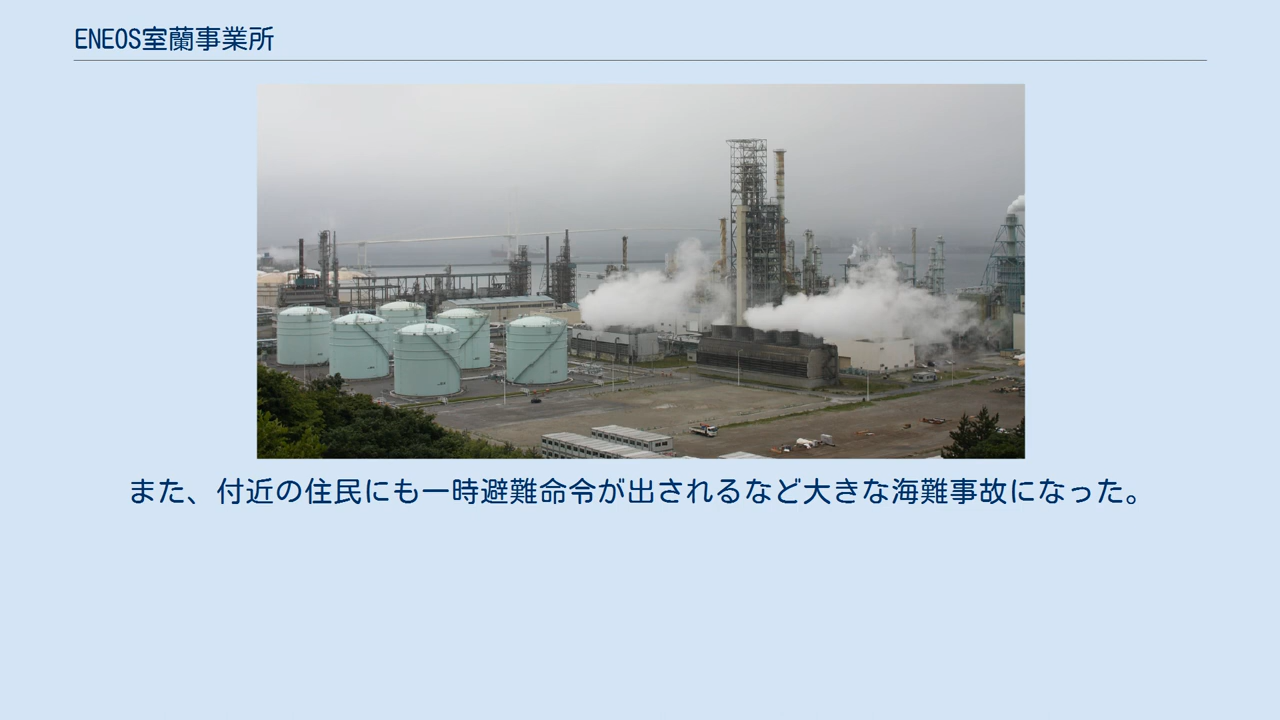 ENEOS室蘭事業所
また、付近の住民にも一時避難命令が出されるなど大きな海難事故になった。